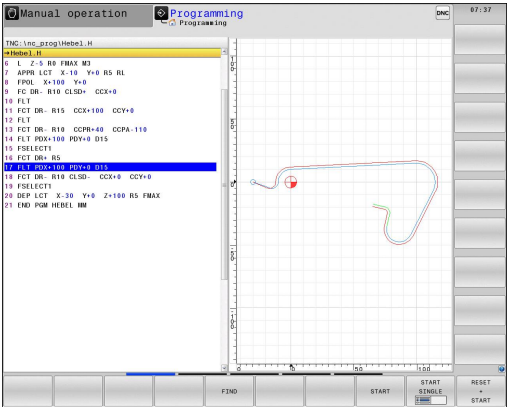 Manual operation
Programming
Programming
DNC
07:37
TNC:\nc_prog\Hebel.H
→Hebel.H
6 L Z-5 R0 FMAX M3
7 APPR LCT X-10 Y+0 R5 RL
8 FPOL X+100 Y+0
9 FC DR- R10 CLSD+ CCX+0
10 FLT
11 FCT DR- R15 CCX+100 CCY+0
12 FLT
13 FCT DR- R10 CCPR+40 CCPA-110
14 FLT PDX+100 PDY+0 D15
15 FSELECT1
16 FCT DR+ R5
17 FLT PDX+100 PDY+0 D15
18 FCT DR- R10 CLSD- CCX+0 CCY+0
19 FSELECT1
20 DEP LCT X-30 Y+0 Z+100 R5 FMAX
21 END PGM HEBEL MM
100
50
0
-50
-100
0
50
100
FIND
START
START SINGLE
RESET + START